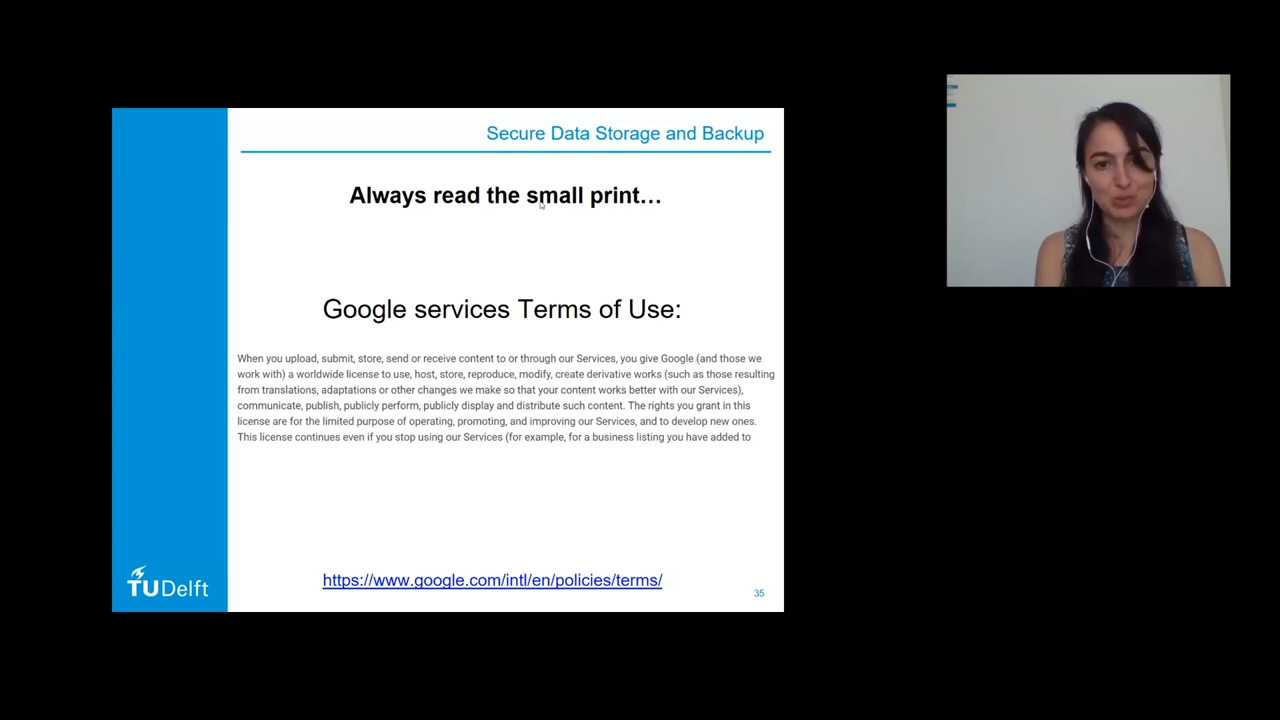 Secure Data Storage and Backup
Always read the small print…
Google services Terms of Use:
When you upload, submit, store, send or receive content to or through our Services, you give Google (and those we
work with) a worldwide license to use, host, store, reproduce, modify, create derivative works (such as those resulting
from translations, adaptations or other changes we make so that your content works better with our Services),
communicate, publish, publicly perform, publicly display and distribute such content. The rights you grant in this
license are for the limited purpose of operating, promoting, and improving our Services, and to develop new ones.
This license continues even if you stop using our Services (for example, for a business listing you have added to
https://www.google.com/intl/en/policies/terms/
TUDelft
35